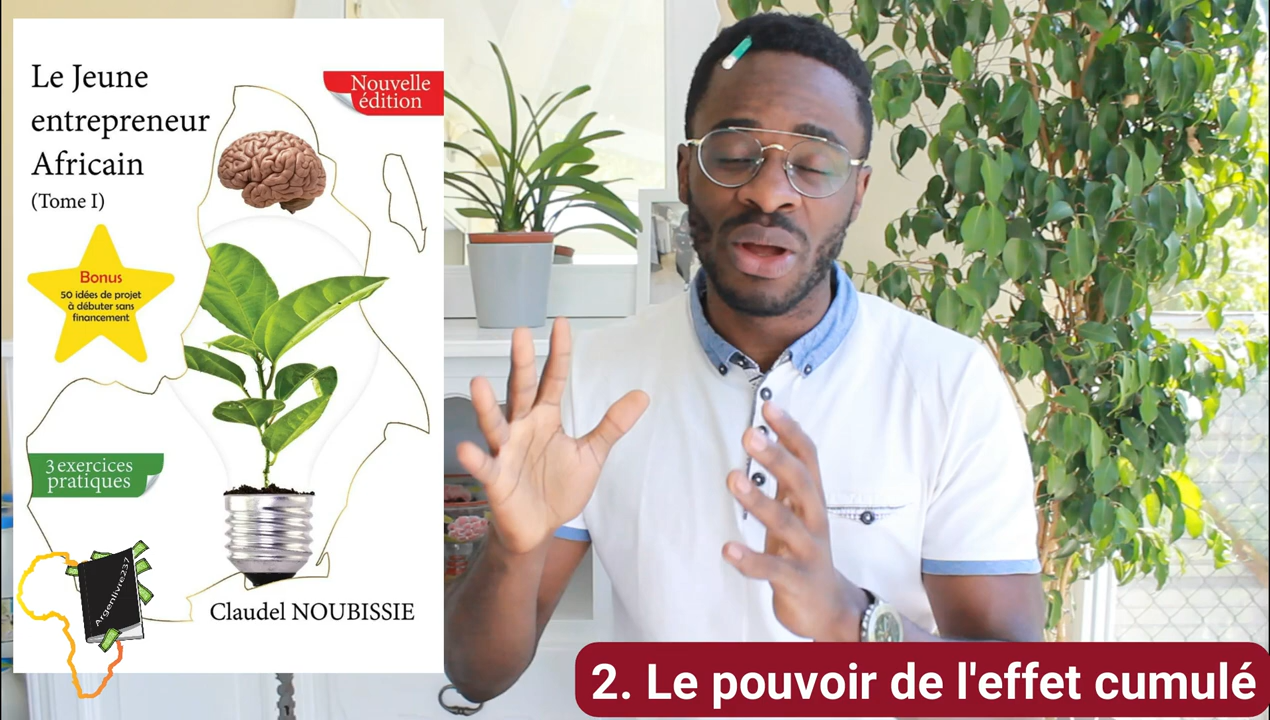 Le Jeune
entrepreneur
Africain
(Tome I)
Nouvelle
édition
Bonus
50 idées de projet
à débuter sans
financement
3 exercices
pratiques
Argenlivre237
Claudel NOUBISSIE
2. Le pouvoir de l'effet cumulé